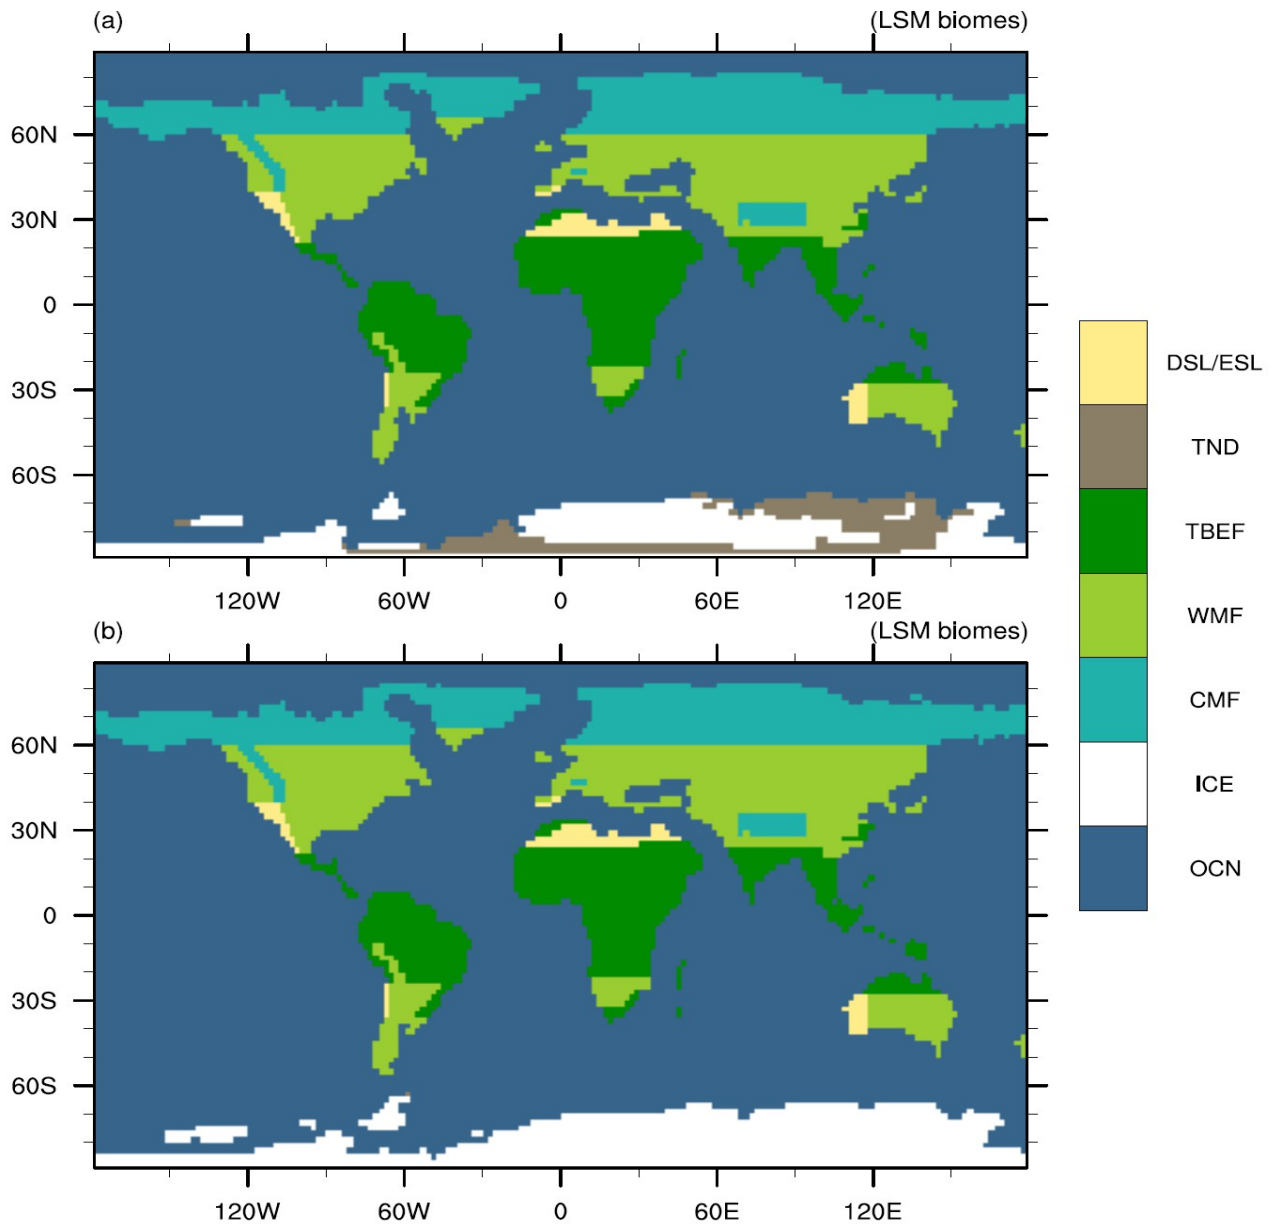 (a) (LSM biomes)
60N
30N
0
30S
60S
120W 60W 0 60E 120E
(b) (LSM biomes)
60N
30N
0
30S
60S
120W 60W 0 60E 120E
DSL/ESL
TND
TBEF
WMF
CMF
ICE
OCN